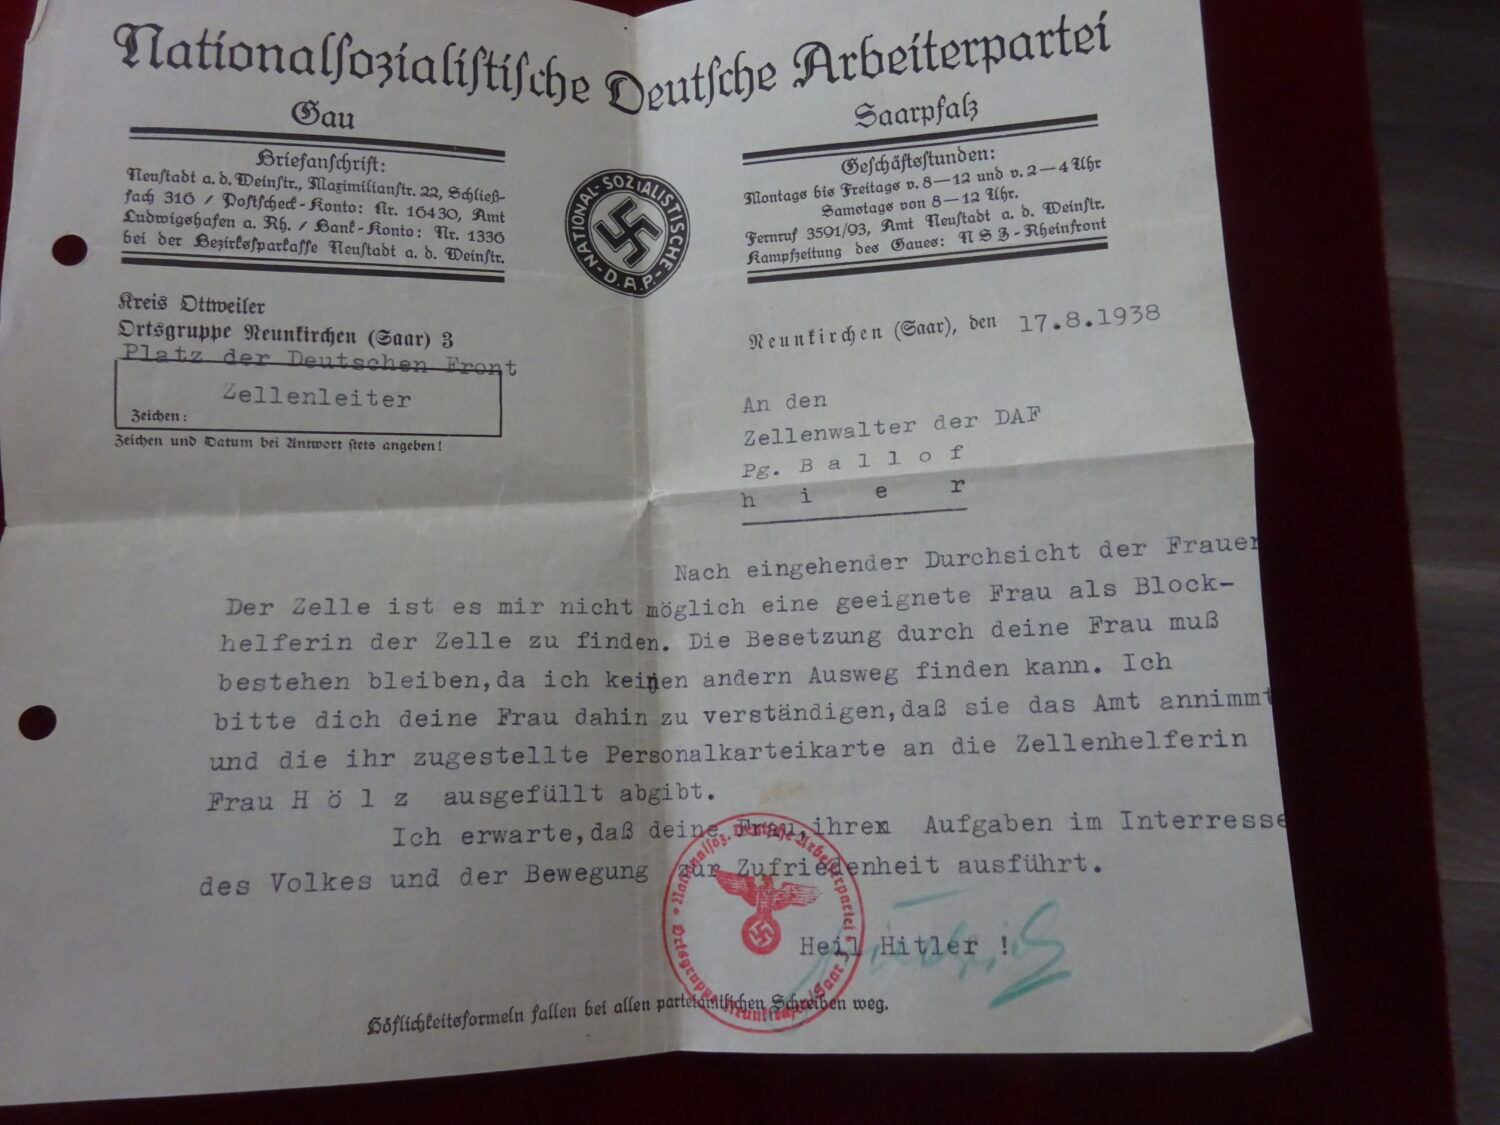 Nationalsozialistische Deutsche Arbeiterpartei
Gau
Saarpfalz
Briefanschrift:
Neustadt a. d. Weinstr., Maximilianstr. 22, Schließ-
fach 316 / Postscheck-Konto: Nr. 16430, Amt
Ludwigshafen a. Rh. / Bank-Konto: Nr. 1336
bei der Bezirkssparkasse Neustadt a. d. Weinstr.
NATIONAL-SOZIALISTISCHE-D.A.P.-
Geschäftsstunden:
Montags bis Freitags v. 8—12 und v. 2—4 Uhr
Samstags von 8—12 Uhr.
Fernruf 3591/93, Amt Neustadt a. d. Weinstr.
Kampfzeitung des Gaues: NSZ-Rheinfront
Kreis Ottweiler
Ortsgruppe Neunkirchen (Saar) 3
Platz der Deutschen Front
Zellenleiter
Zeichen:
Zeichen und Datum bei Antwort stets angeben!
Neunkirchen (Saar), den 17.8.1938
An den
Zellenwalter der DAF
Pg. B a l l o f
h i e r
Nach eingehender Durchsicht der Frauen
Der Zelle ist es mir nicht möglich eine geeignete Frau als Block-
helferin der Zelle zu finden. Die Besetzung durch deine Frau muß
bestehen bleiben,da ich keinen andern Ausweg finden kann. Ich
bitte dich deine Frau dahin zu verständigen,daß sie das Amt annimmt
und die ihr zugestellte Personalkarteikarte an die Zellenhelferin
Frau H ö l z ausgefüllt abgibt.
Ich erwarte,daß deine Frau,ihren Aufgaben im Interresse
des Volkes und der Bewegung zur Zufriedenheit ausführt.
Nationalsoz. Deutsche Arbeiterpartei
Ortsgruppe Neunkirchen/Saar 3
Heil Hitler !
Höflichkeitsformeln fallen bei allen parteiamtlichen Schreiben weg.